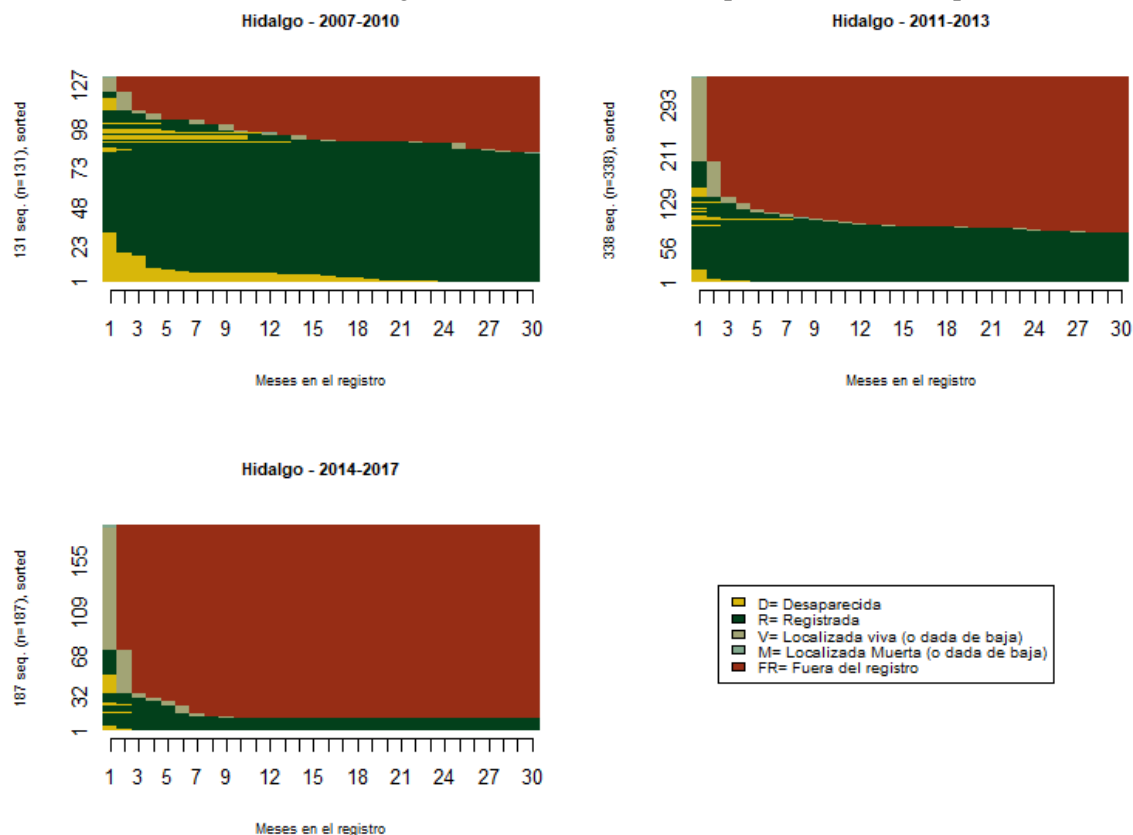 Hidalgo - 2007-2010
131 seq. (n=131), sorted
127
98
73
48
23
1
1 3 5 7 9 12 15 18 21 24 27 30
Meses en el registro
Hidalgo - 2011-2013
338 seq. (n=338), sorted
293
211
129
56
1
1 3 5 7 9 12 15 18 21 24 27 30
Meses en el registro
Hidalgo - 2014-2017
187 seq. (n=187), sorted
155
109
68
32
1
1 3 5 7 9 12 15 18 21 24 27 30
Meses en el registro
D= Desaparecida
R= Registrada
V= Localizada viva (o dada de baja)
M= Localizada Muerta (o dada de baja)
FR= Fuera del registro